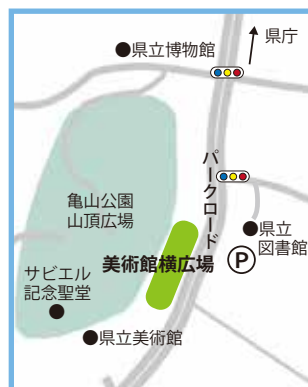 県庁
●県立博物館
パークロード
亀山公園
山頂広場
●県立
図書館
美術館横広場
P
サビエル
記念聖堂
●
●県立美術館